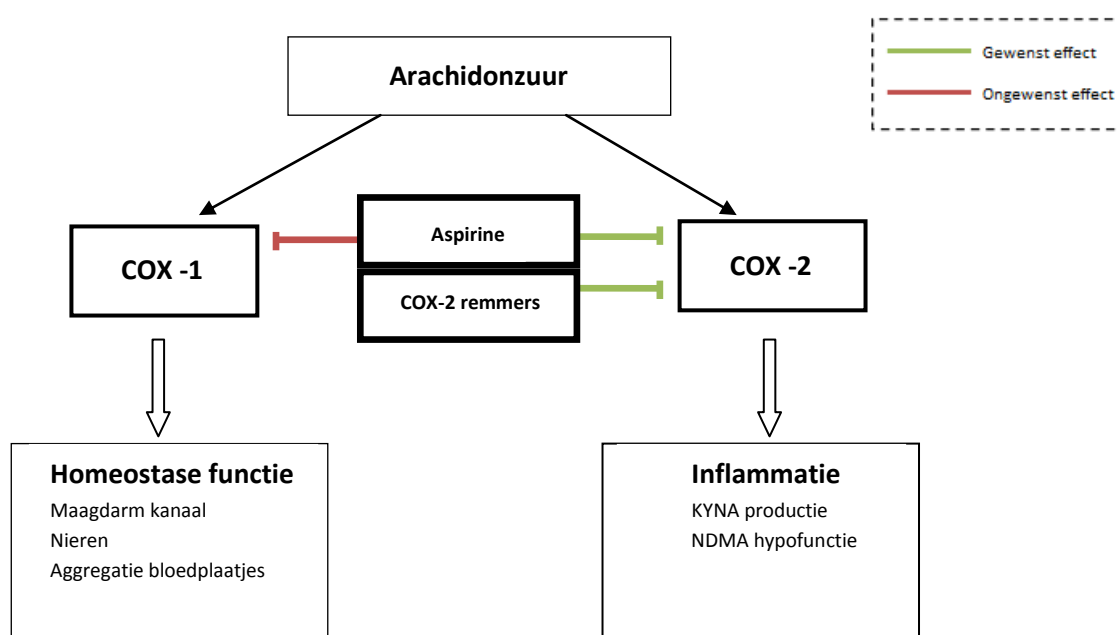 Arachidonzuur
Gewenst effect
Ongewenst effect
Aspirine
COX -1
COX -2
COX-2 remmers
Homeostase functie
Maagdarm kanaal
Nieren
Aggregatie bloedplaatjes
Inflammatie
KYNA productie
NDMA hypofunctie